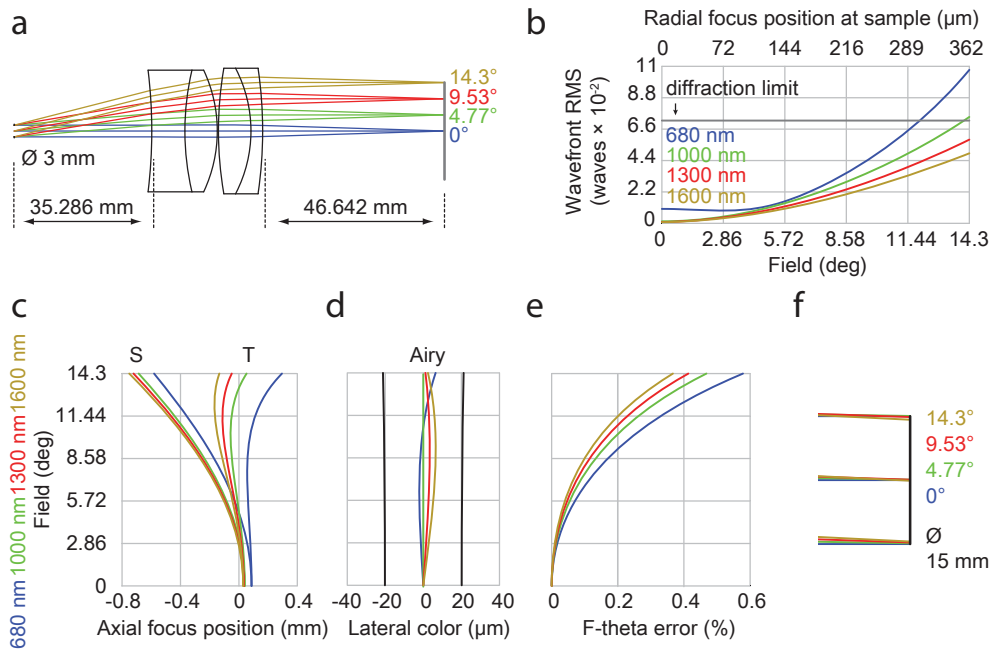 a
14.3°
9.53°
4.77°
0°
Ø 3 mm
35.286 mm
46.642 mm
b
Radial focus position at sample (µm)
0 72 144 216 289 362
11
8.8
6.6
4.4
2.2
0
Wavefront RMS
(waves × 10-2)
diffraction limit
680 nm
1000 nm
1300 nm
1600 nm
0 2.86 5.72 8.58 11.44 14.3
Field (deg)
c
680 nm 1000 nm 1300 nm 1600 nm
Field (deg)
S T
14.3
11.44
8.58
5.72
2.86
0
-0.8 -0.4 0 0.4
Axial focus position (mm)
d
Airy
-40 -20 0 20 40
Lateral color (µm)
e
0 0.2 0.4 0.6
F-theta error (%)
f
14.3°
9.53°
4.77°
0°
Ø
15 mm